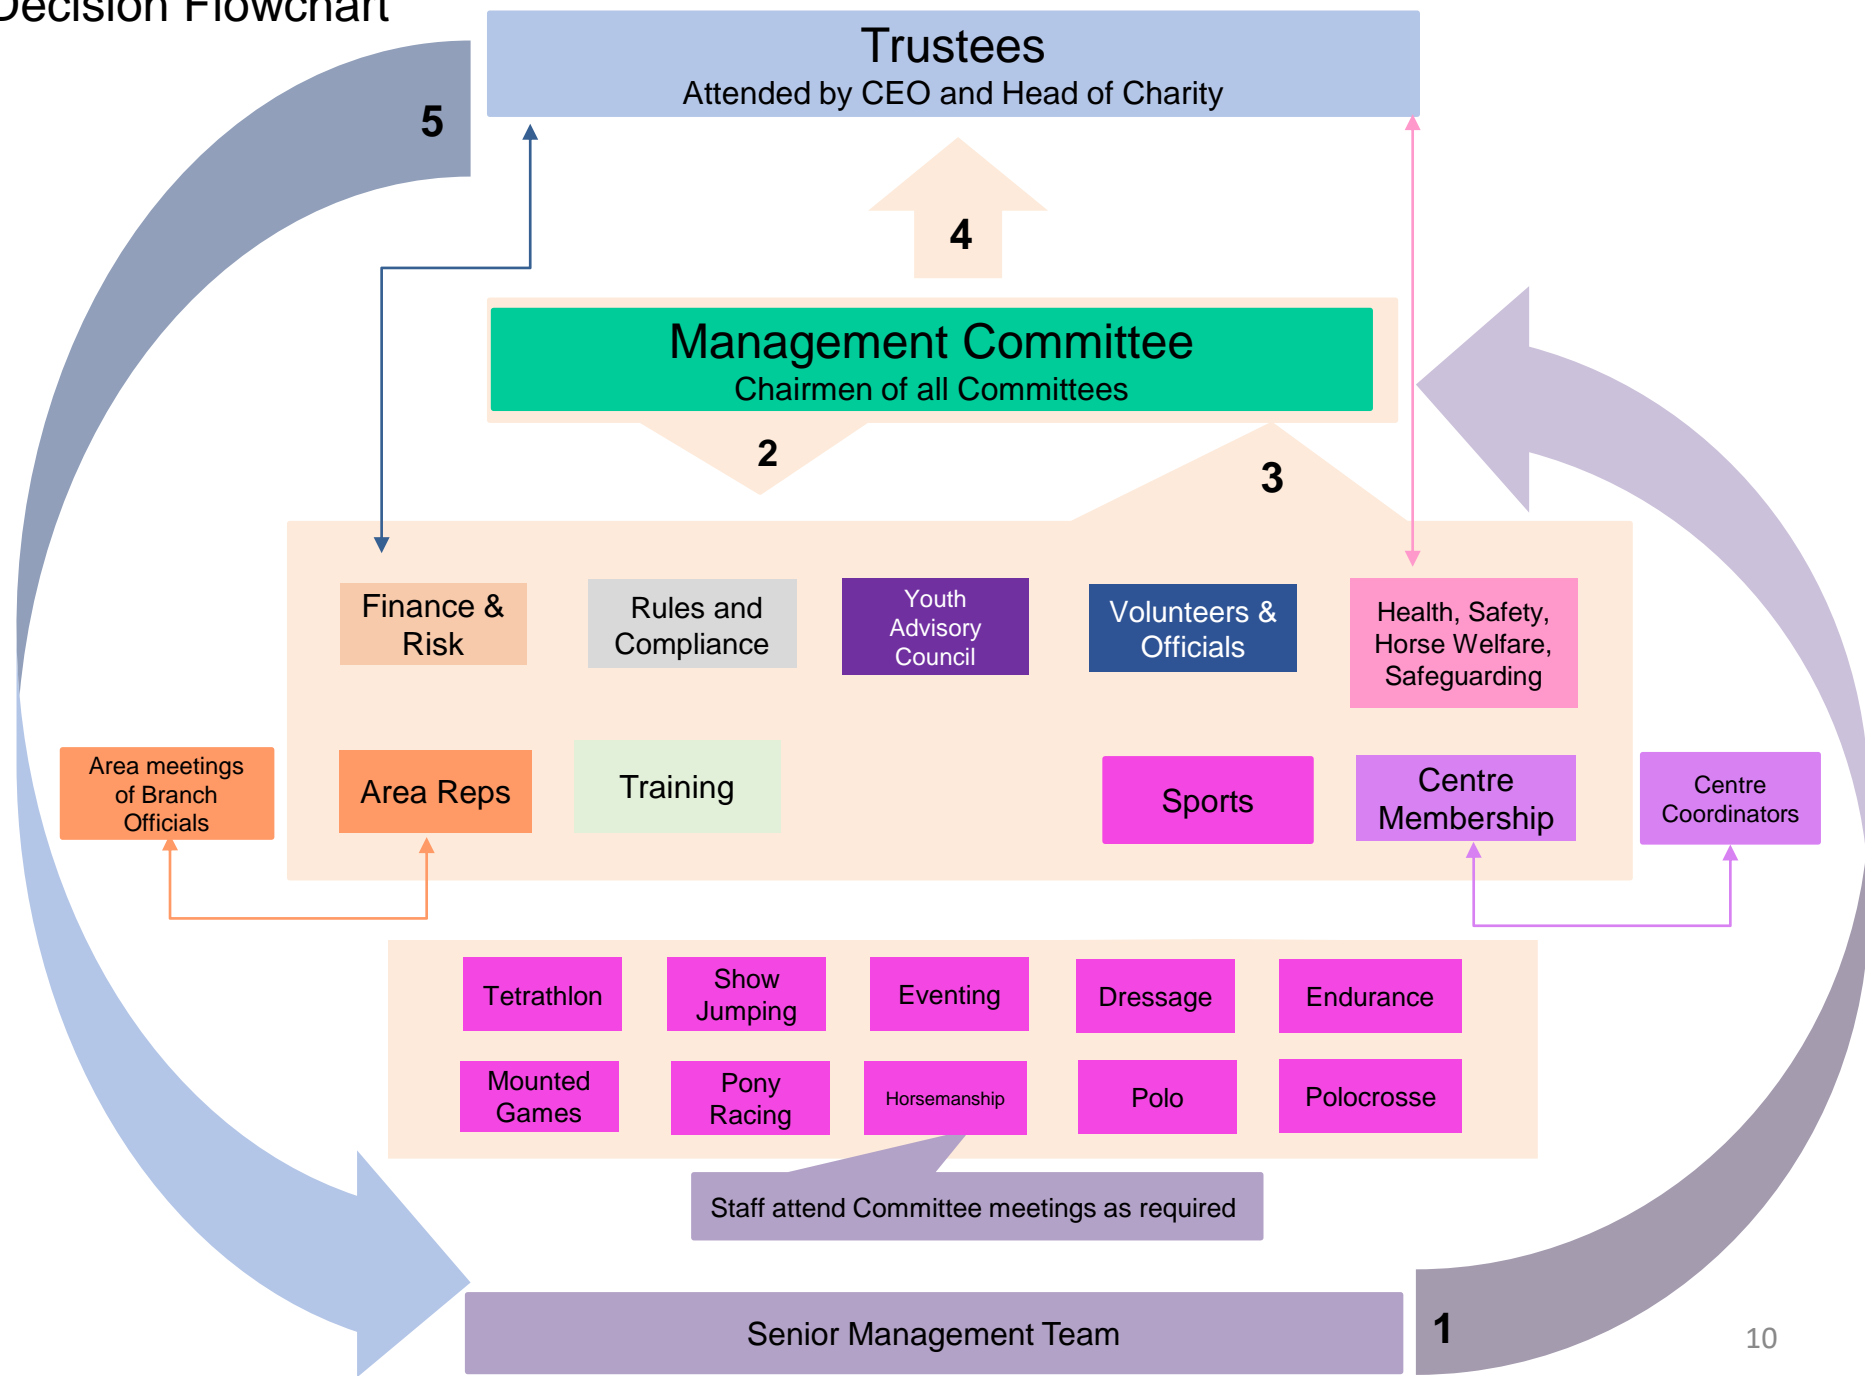 Decision Flowchart
Trustees
Attended by CEO and Head of Charity
5
4
Management Committee
Chairmen of all Committees
2
3
Finance &
Risk
Rules and
Compliance
Youth
Advisory
Council
Volunteers &
Officials
Health, Safety,
Horse Welfare,
Safeguarding
Area meetings
of Branch
Officials
Area Reps
Training
Sports
Centre
Membership
Centre
Coordinators
Tetrathlon
Show
Jumping
Eventing
Dressage
Endurance
Mounted
Games
Pony
Racing
Horsemanship
Polo
Polocrosse
Staff attend Committee meetings as required
Senior Management Team
1
10